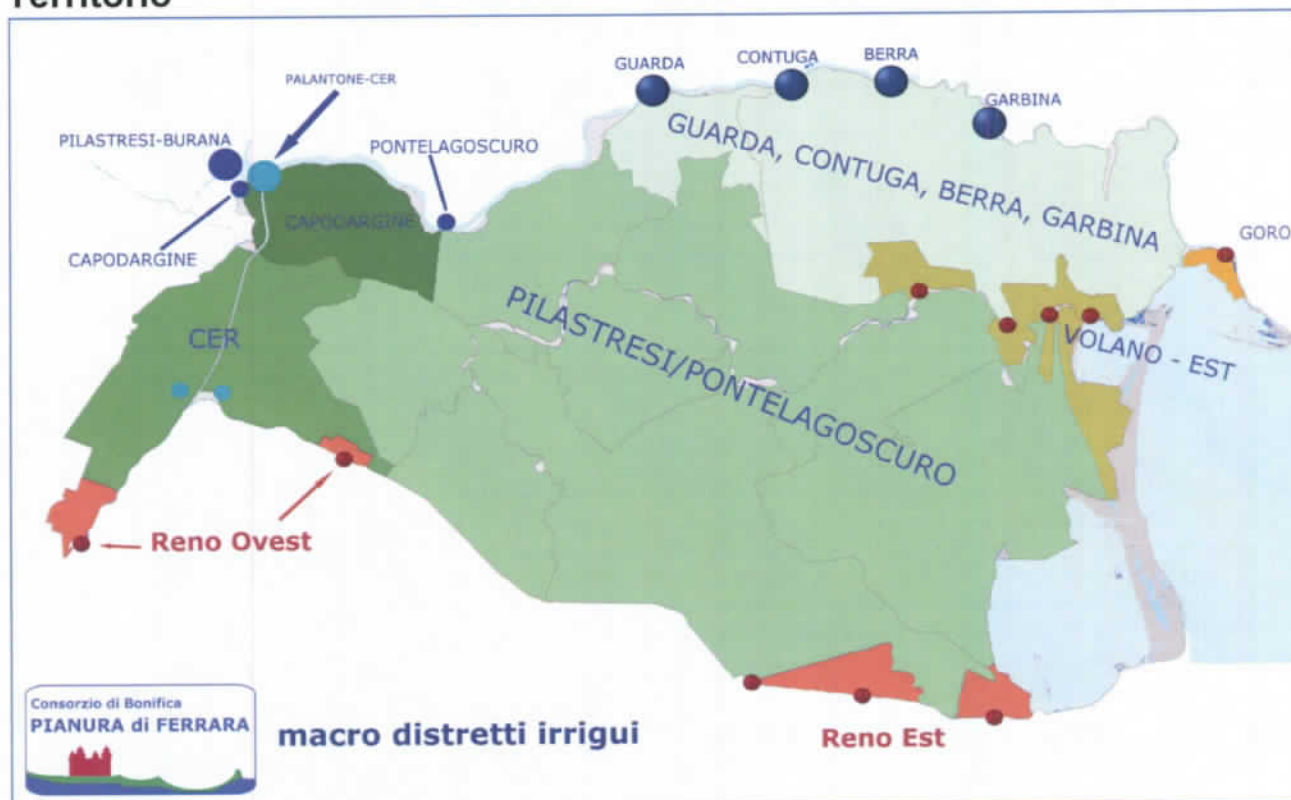 Territorio
GUARDA
CONTUGA
BERRA
PALANTONE-CER
GARBINA
PILASTRESI-BURANA
PONTELAGOSCURO
GUARDA, CONTUGA, BERRA, GARBINA
CAPODARGINE
GORO
CAPODARGINE
CER
PILASTRESI/PONTELAGOSCURO
VOLANO - EST
Reno Ovest
Consorzio di Bonifica
PIANURA di FERRARA
macro distretti irrigui
Reno Est